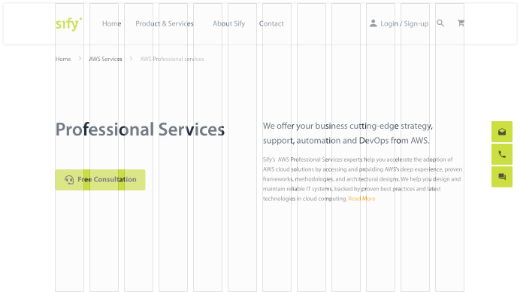 sify
Home Product & Services About Sify Contact Login / Sign-up
Home > AWS Services > AWS Professional services
Professional Services
We offer your business cutting-edge strategy,
support, automation and DevOps from AWS.
Free Consultation
Sify's AWS Professional Services experts help you accelerate the adoption of
AWS cloud solutions by accessing and providing AWS's deep experience, proven
frameworks, methodologies, and architectural designs. We help you design and
maintain reliable IT systems, backed by proven best practices and latest
technologies in cloud computing. Read More